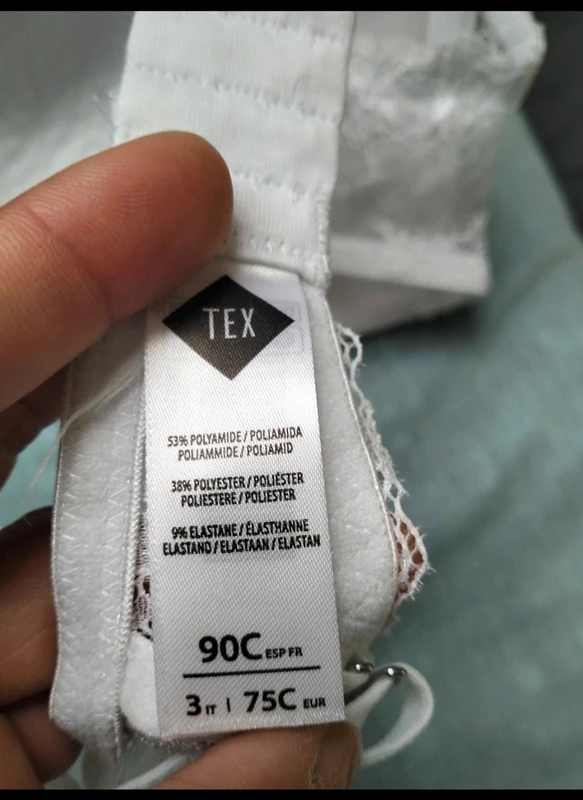 TEX
53% POLYAMIDE / POLIAMIDA
POLIAMMIDE / POLIAMID
38% POLYESTER / POLIÉSTER
POLIESTERE / POLIESTER
9% ELASTANE / ÉLASTHANNE
ELASTANO / ELASTAAN / ELASTAN
90C ESP FR
3 IT | 75C EUR